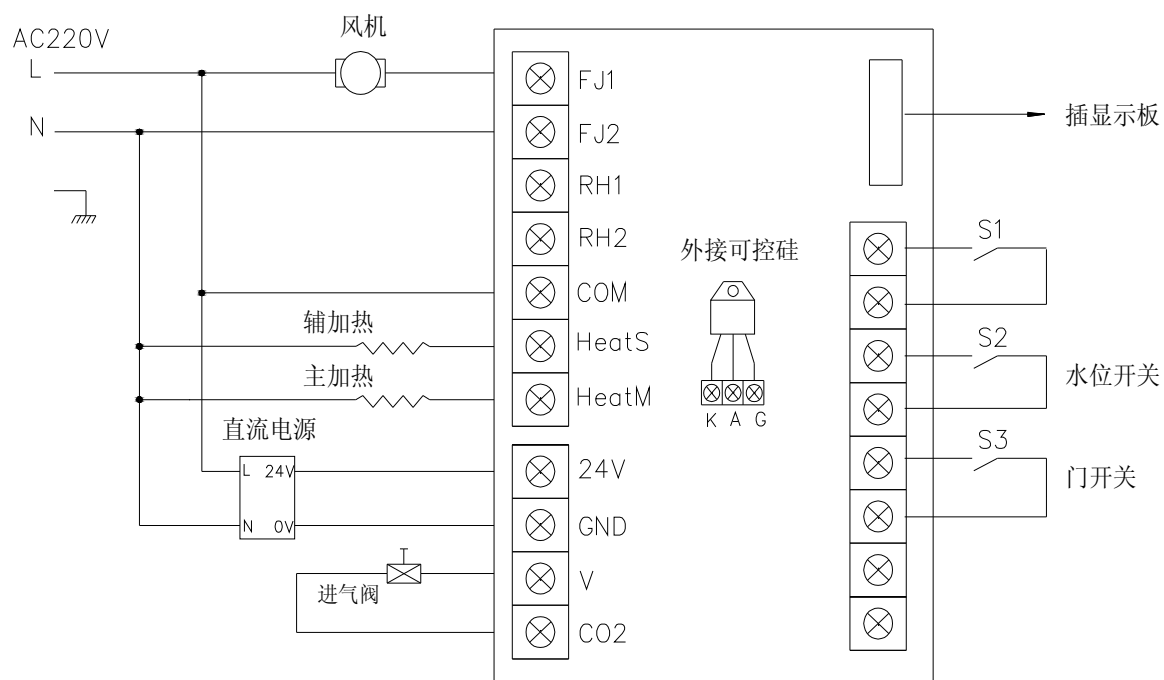 AC220V
L
N
风机
FJ1
FJ2
RH1
RH2
COM
HeatS
HeatM
24V
GND
V
CO2
辅加热
主加热
直流电源
L 24V
N 0V
进气阀
外接可控硅
K A G
插显示板
S1
S2
水位开关
S3
门开关